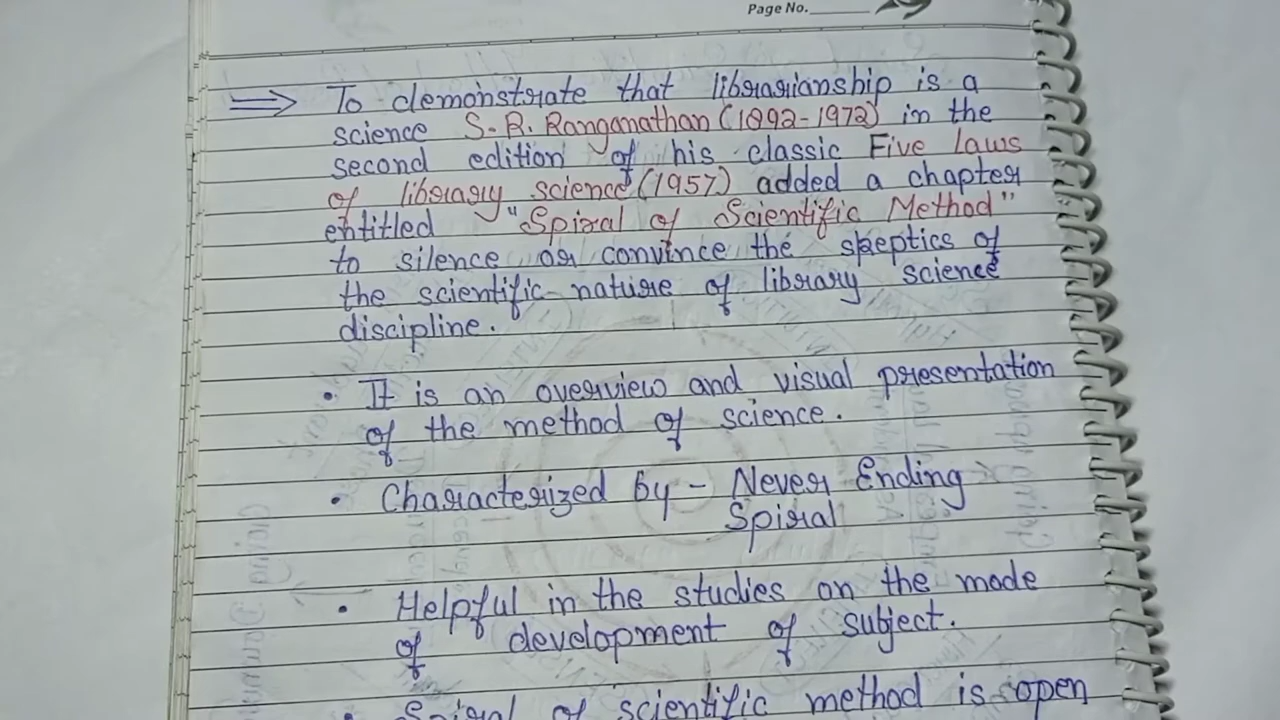 Page No.
⇒ To demonstrate that librarianship is a
science S. R. Ranganathan (1892-1972) in the
second edition of his classic Five laws
of library science (1957) added a chapter
entitled "Spiral of Scientific Method"
to silence or convince the skeptics of
the scientific nature of library science
discipline.
• It is an overview and visual presentation
of the method of science.
• Characterized by - Never Ending
Spiral
• Helpful in the studies on the mode
of development of subject.
• Spiral of scientific method is open